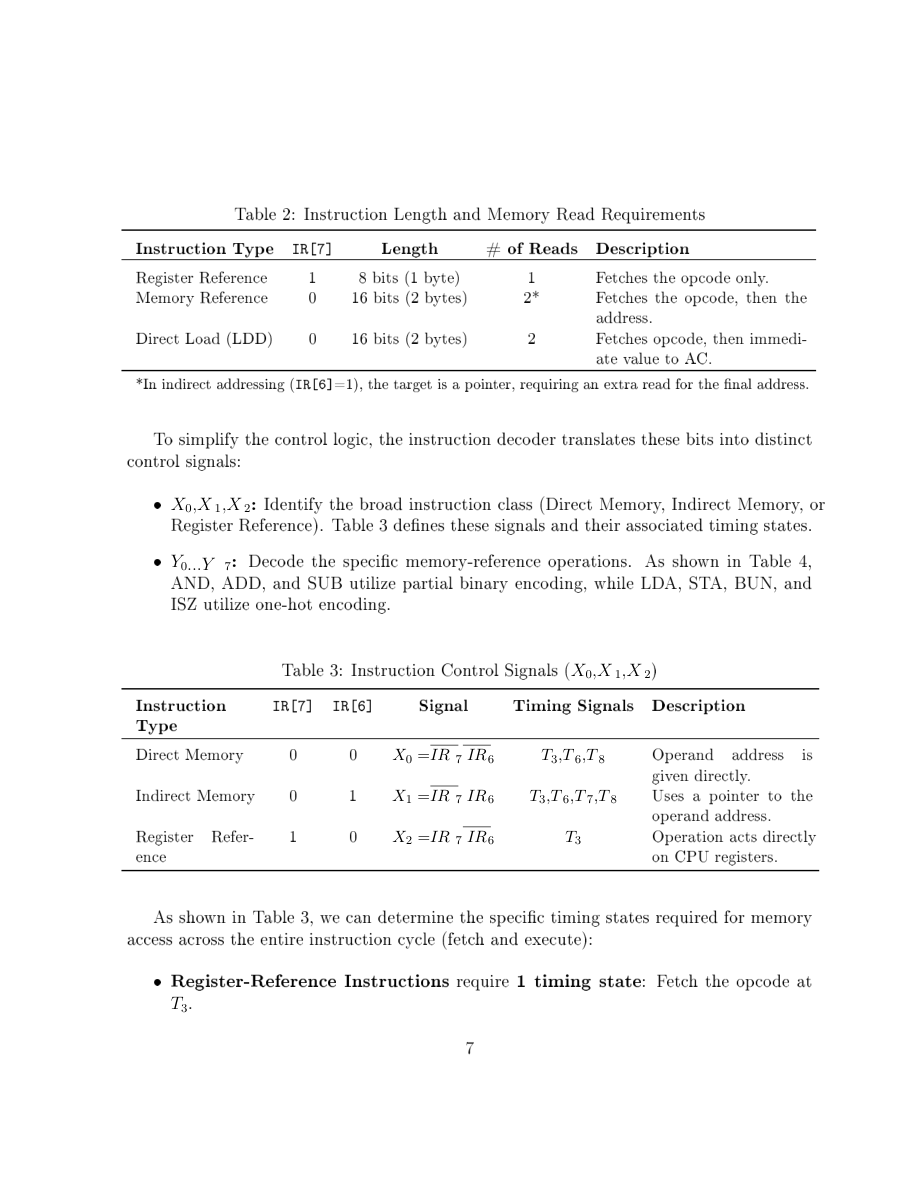 Table 2: Instruction Length and Memory Read Requirements
Instruction Type IR[7] Length # of Reads Description
Register Reference 1 8 bits (1 byte) 1 Fetches the opcode only.
Memory Reference 0 16 bits (2 bytes) 2* Fetches the opcode, then the
address.
Direct Load (LDD) 0 16 bits (2 bytes) 2 Fetches opcode, then immedi-
ate value to AC.
*In indirect addressing (IR[6]=1), the target is a pointer, requiring an extra read for the final address.
To simplify the control logic, the instruction decoder translates these bits into distinct
control signals:
• X₀,X₁,X₂: Identify the broad instruction class (Direct Memory, Indirect Memory, or
Register Reference). Table 3 defines these signals and their associated timing states.
• Y₀...Y₇: Decode the specific memory-reference operations. As shown in Table 4,
AND, ADD, and SUB utilize partial binary encoding, while LDA, STA, BUN, and
ISZ utilize one-hot encoding.
Table 3: Instruction Control Signals (X₀,X₁,X₂)
Instruction IR[7] IR[6] Signal Timing Signals Description
Type
Direct Memory 0 0 X₀ = I̅R̅₇ I̅R̅₆ T₃,T₆,T₈ Operand address is
given directly.
Indirect Memory 0 1 X₁ = I̅R̅₇ IR₆ T₃,T₆,T₇,T₈ Uses a pointer to the
operand address.
Register Refer- 1 0 X₂ = IR₇ I̅R̅₆ T₃ Operation acts directly
ence on CPU registers.
As shown in Table 3, we can determine the specific timing states required for memory
access across the entire instruction cycle (fetch and execute):
• Register-Reference Instructions require 1 timing state: Fetch the opcode at
T₃.
7